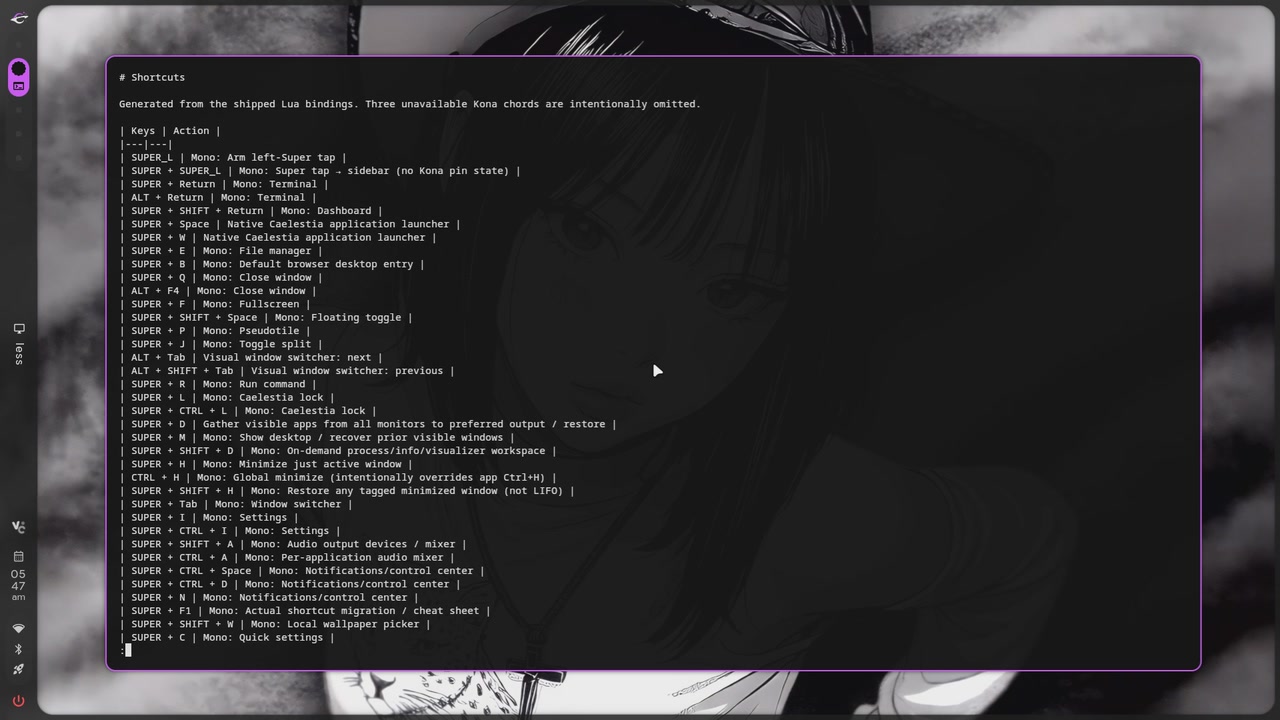 # Shortcuts
Generated from the shipped Lua bindings. Three unavailable Kona chords are intentionally omitted.
| Keys | Action |
|---|---|
| SUPER_L | Mono: Arm left-Super tap |
| SUPER + SUPER_L | Mono: Super tap → sidebar (no Kona pin state) |
| SUPER + Return | Mono: Terminal |
| ALT + Return | Mono: Terminal |
| SUPER + SHIFT + Return | Mono: Dashboard |
| SUPER + Space | Native Caelestia application launcher |
| SUPER + W | Native Caelestia application launcher |
| SUPER + E | Mono: File manager |
| SUPER + B | Mono: Default browser desktop entry |
| SUPER + Q | Mono: Close window |
| ALT + F4 | Mono: Close window |
| SUPER + F | Mono: Fullscreen |
| SUPER + SHIFT + Space | Mono: Floating toggle |
| SUPER + P | Mono: Pseudotile |
| SUPER + J | Mono: Toggle split |
| ALT + Tab | Visual window switcher: next |
| ALT + SHIFT + Tab | Visual window switcher: previous |
| SUPER + R | Mono: Run command |
| SUPER + L | Mono: Caelestia lock |
| SUPER + CTRL + L | Mono: Caelestia lock |
| SUPER + D | Gather visible apps from all monitors to preferred output / restore |
| SUPER + M | Mono: Show desktop / recover prior visible windows |
| SUPER + SHIFT + D | Mono: On-demand process/info/visualizer workspace |
| SUPER + H | Mono: Minimize just active window |
| CTRL + H | Mono: Global minimize (intentionally overrides app Ctrl+H) |
| SUPER + SHIFT + H | Mono: Restore any tagged minimized window (not LIFO) |
| SUPER + Tab | Mono: Window switcher |
| SUPER + I | Mono: Settings |
| SUPER + CTRL + I | Mono: Settings |
| SUPER + SHIFT + A | Mono: Audio output devices / mixer |
| SUPER + CTRL + A | Mono: Per-application audio mixer |
| SUPER + CTRL + Space | Mono: Notifications/control center |
| SUPER + CTRL + D | Mono: Notifications/control center |
| SUPER + N | Mono: Notifications/control center |
| SUPER + F1 | Mono: Actual shortcut migration / cheat sheet |
| SUPER + SHIFT + W | Mono: Local wallpaper picker |
| SUPER + C | Mono: Quick settings |
:
less
05
47
am